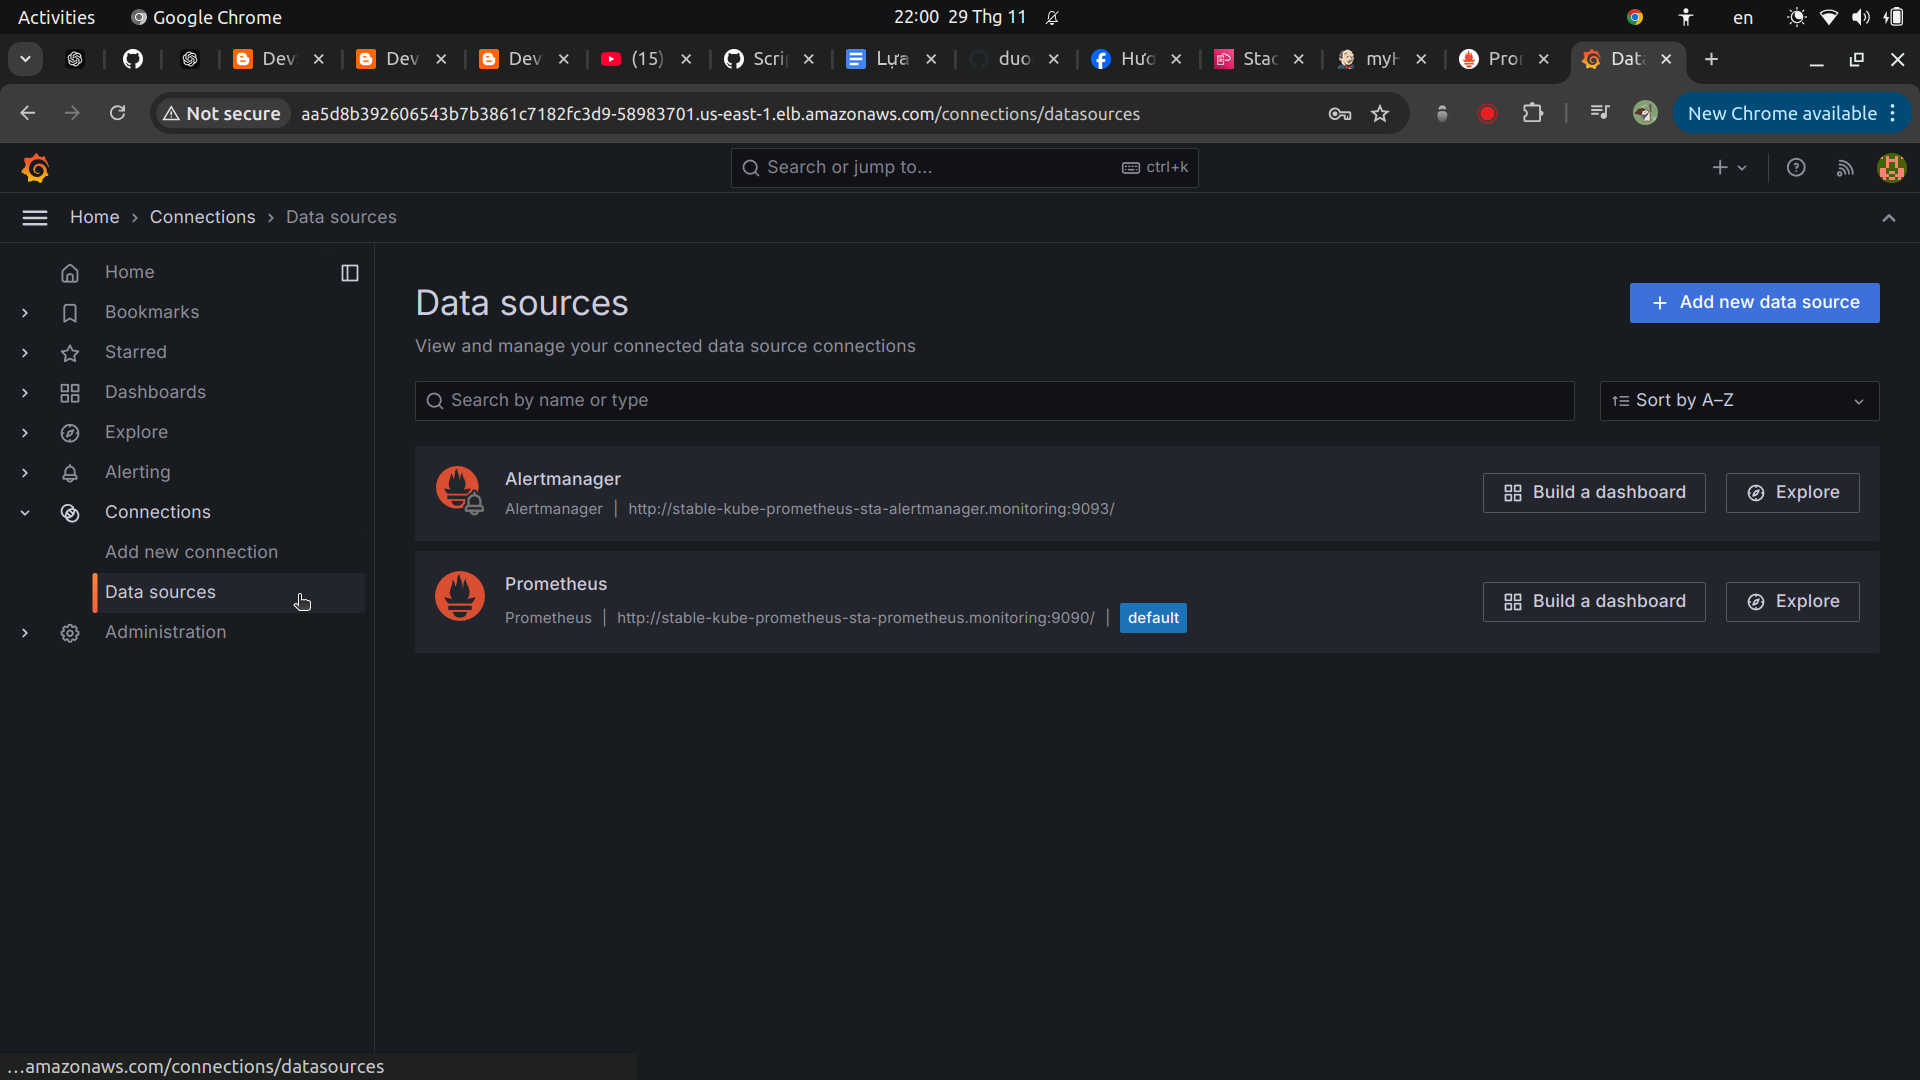 Activities Google Chrome 22:00 29 Thg 11 en
Dev (15) Scri Lựa duo Hướ Stac myH Pro Data
Dev
Dev
Not secure aa5d8b392606543b7b3861c7182fc3d9-58983701.us-east-1.elb.amazonaws.com/connections/datasources New Chrome available
Search or jump to... ctrl+k
Home › Connections › Data sources
Home
Bookmarks
Starred
Dashboards
Explore
Alerting
Connections
Add new connection
Data sources
Administration
Data sources
Add new data source
View and manage your connected data source connections
Search by name or type
Sort by A–Z
Alertmanager
Alertmanager | http://stable-kube-prometheus-sta-alertmanager.monitoring:9093/
Build a dashboard Explore
Prometheus
Prometheus | http://stable-kube-prometheus-sta-prometheus.monitoring:9090/ | default
Build a dashboard Explore
...amazonaws.com/connections/datasources